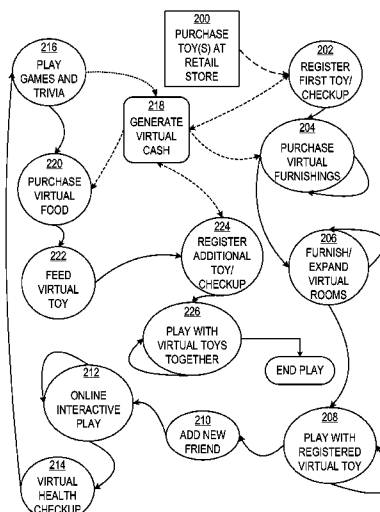 200
PURCHASE
TOY(S) AT
RETAIL
STORE
202
REGISTER
FIRST TOY/
CHECKUP
204
PURCHASE
VIRTUAL
FURNISHINGS
206
FURNISH/
EXPAND
VIRTUAL
ROOMS
208
PLAY WITH
REGISTERED
VIRTUAL TOY
210
ADD NEW
FRIEND
212
ONLINE
INTERACTIVE
PLAY
214
VIRTUAL
HEALTH
CHECKUP
216
PLAY
GAMES AND
TRIVIA
218
GENERATE
VIRTUAL
CASH
220
PURCHASE
VIRTUAL
FOOD
222
FEED
VIRTUAL
TOY
224
REGISTER
ADDITIONAL
TOY/
CHECKUP
226
PLAY WITH
VIRTUAL TOYS
TOGETHER
END PLAY